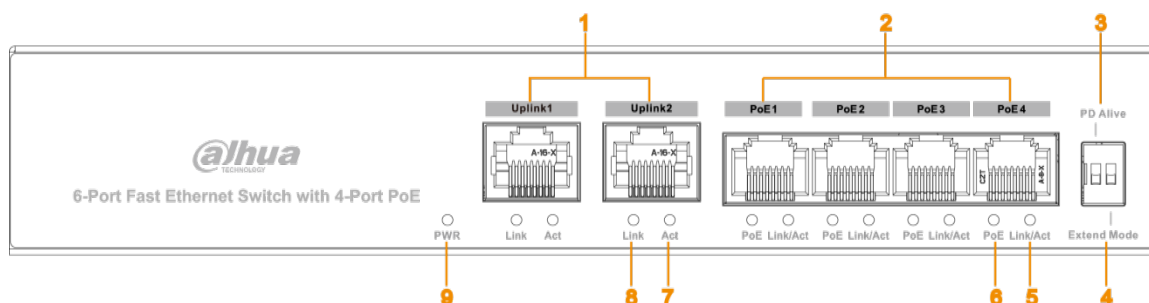 1 2 3
Uplink1 Uplink2 PoE1 PoE2 PoE3 PoE4
PD Alive
A-16-X A-16-X
alhua
TECHNOLOGY
CZT A-8-X
6-Port Fast Ethernet Switch with 4-Port PoE
PWR Link Act Link Act PoE Link/Act PoE Link/Act PoE Link/Act PoE Link/Act Extend Mode
9 8 7 6 5 4